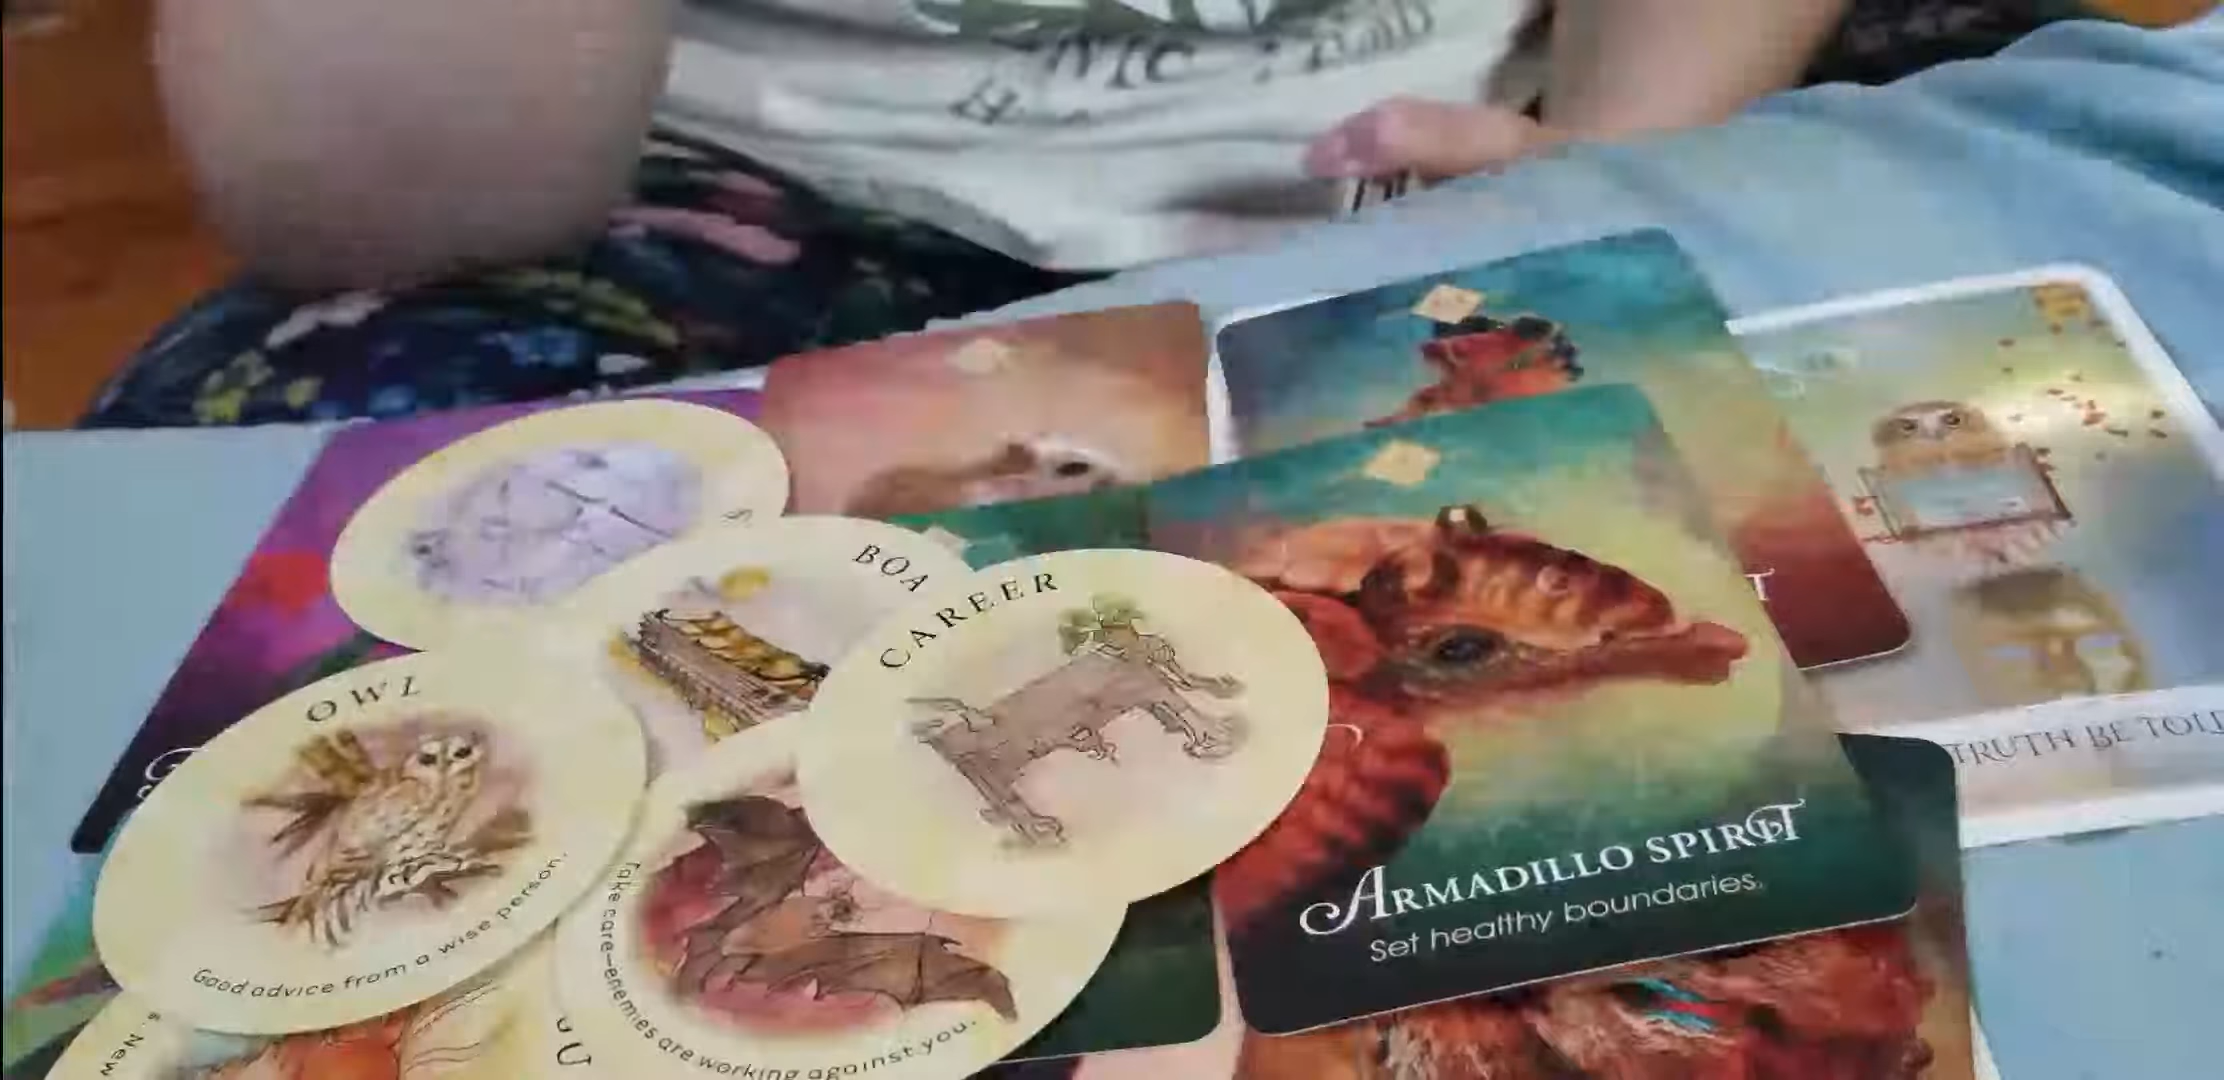 BOA
CAREER
OWL
Good advice from a wise person.
Take care–enemies are working against you.
ARMADILLO SPIRIT
Set healthy boundaries.
TRUTH BE TOLD
New